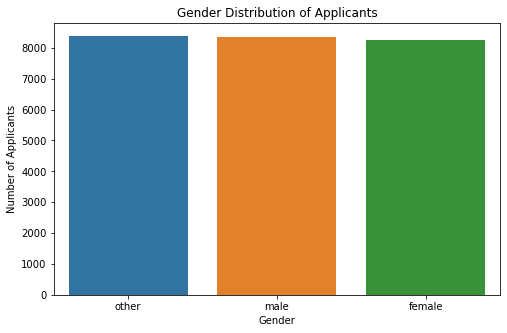 Gender Distribution of Applicants
Number of Applicants
8000
7000
6000
5000
4000
3000
2000
1000
0
other male female
Gender